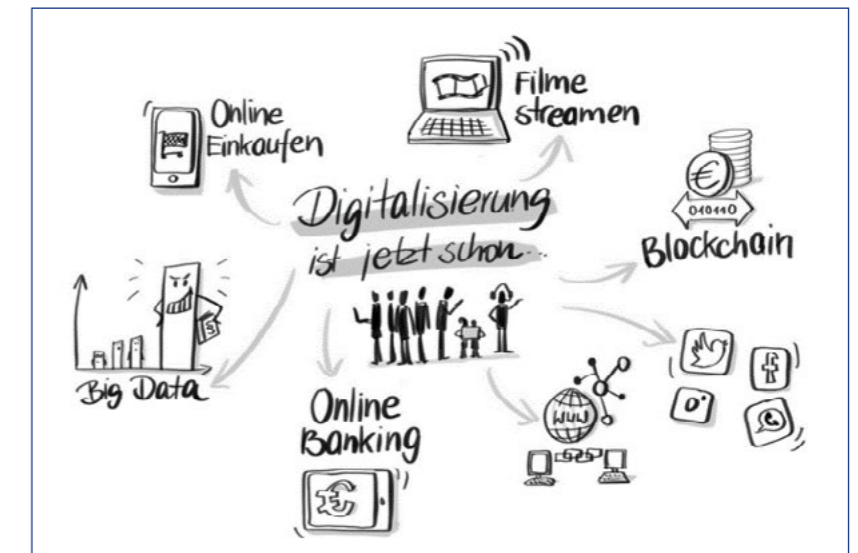 Filme
streamen
Online
Einkaufen
Digitalisierung
ist jetzt schon...
€
010110
Blockchain
§
Big Data
Online
Banking
€
www
f